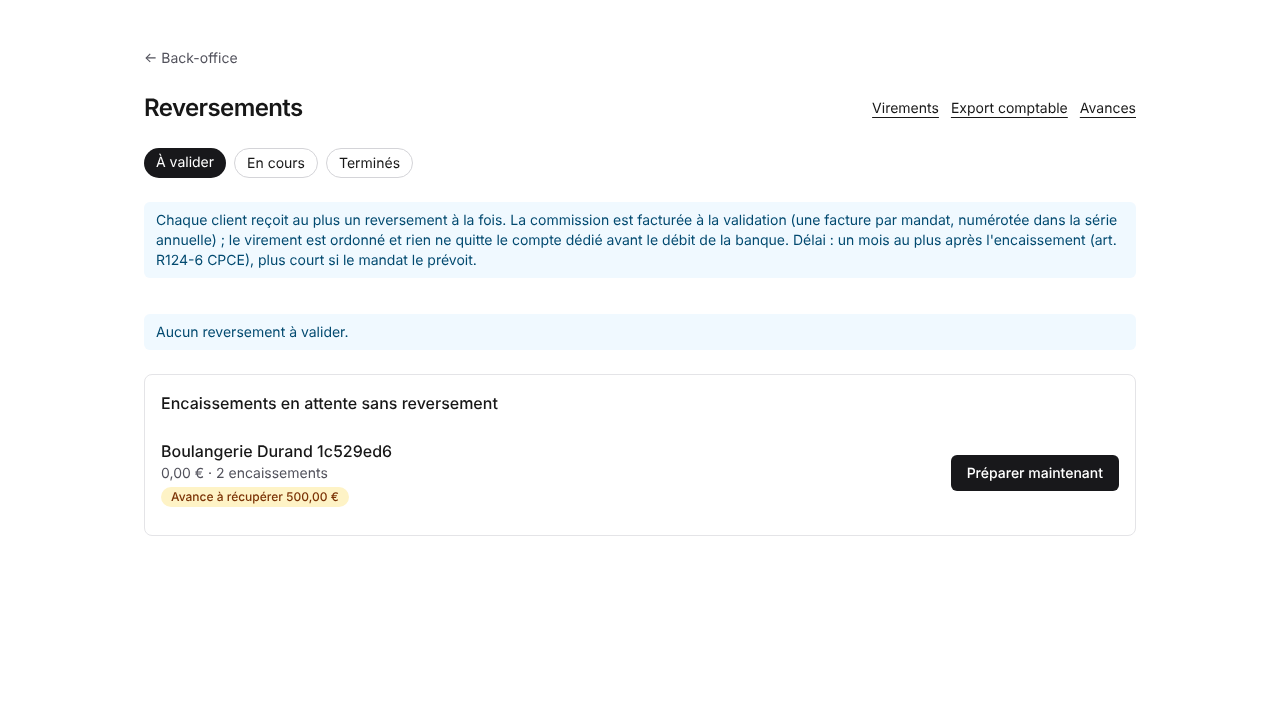 ← Back-office
Reversements
Virements Export comptable Avances
À valider En cours Terminés
Chaque client reçoit au plus un reversement à la fois. La commission est facturée à la validation (une facture par mandat, numérotée dans la série
annuelle) ; le virement est ordonné et rien ne quitte le compte dédié avant le débit de la banque. Délai : un mois au plus après l'encaissement (art.
R124-6 CPCE), plus court si le mandat le prévoit.
Aucun reversement à valider.
Encaissements en attente sans reversement
Boulangerie Durand 1c529ed6
0,00 € · 2 encaissements
Avance à récupérer 500,00 €
Préparer maintenant